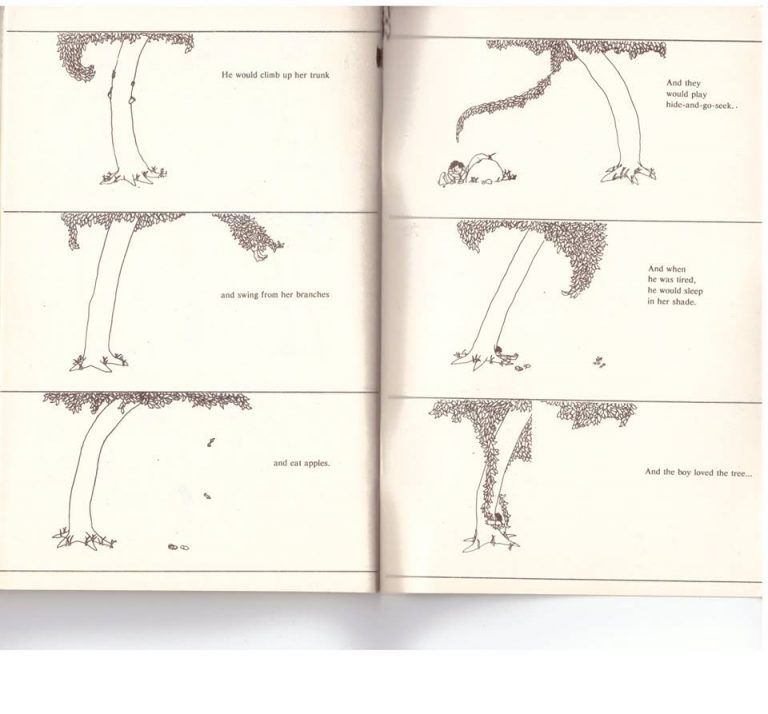 He would climb up her trunk
and swing from her branches
and eat apples.
And they
would play
hide-and-go-seek..
And when
he was tired,
he would sleep
in her shade.
And the boy loved the tree...